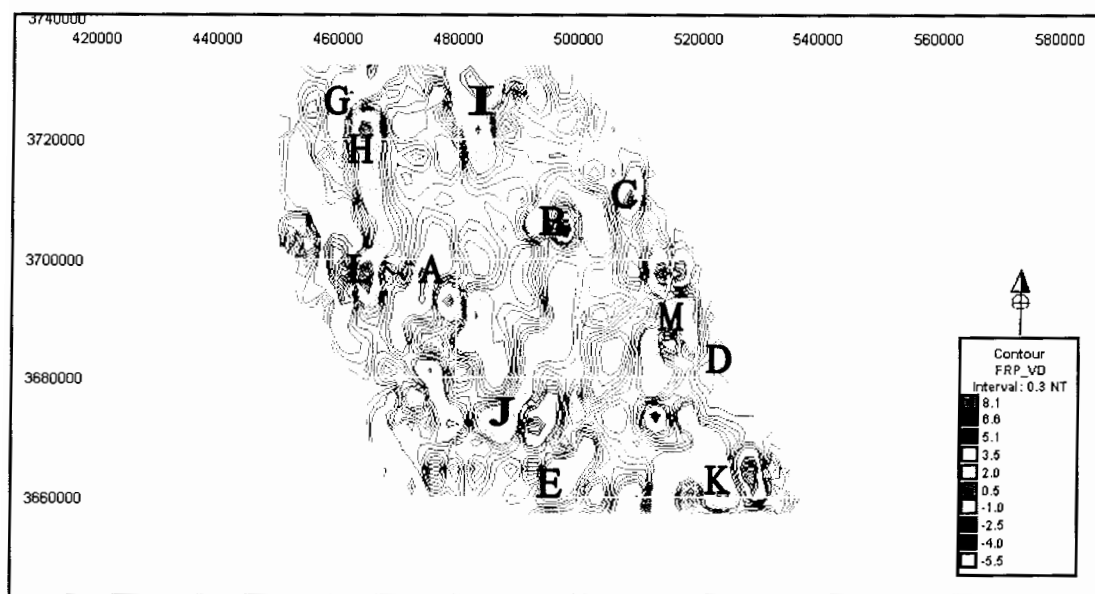 3740000
420000 440000 460000 480000 500000 520000 540000 560000 580000
G I
3720000
H
C
B
3700000
L A
M
D
3680000
J
E K
3660000
Contour
FRP_VD
Interval: 0.3 NT
8.1
6.6
5.1
3.5
2.0
0.5
-1.0
-2.5
-4.0
-5.5